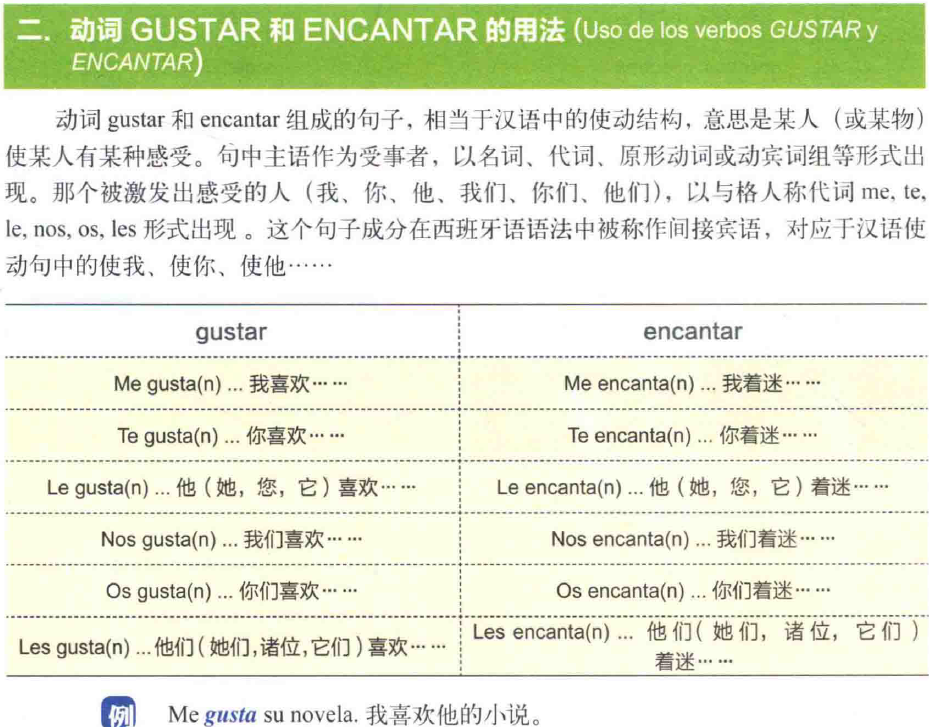 二. 动词 GUSTAR 和 ENCANTAR 的用法 (Uso de los verbos GUSTAR y
ENCANTAR)
动词 gustar 和 encantar 组成的句子，相当于汉语中的使动结构，意思是某人（或某物）
使某人有某种感受。句中主语作为受事者，以名词、代词、原形动词或动宾词组等形式出
现。那个被激发出感受的人（我、你、他、我们、你们、他们），以与格人称代词 me, te,
le, nos, os, les 形式出现 。这个句子成分在西班牙语语法中被称作间接宾语，对应于汉语使
动句中的使我、使你、使他……
gustar encantar
Me gusta(n) ... 我喜欢…… Me encanta(n) ... 我着迷……
Te gusta(n) ... 你喜欢…… Te encanta(n) ... 你着迷……
Le gusta(n) ... 他（她，您，它）喜欢…… Le encanta(n) ... 他（她，您，它）着迷……
Nos gusta(n) ... 我们喜欢…… Nos encanta(n) ... 我们着迷……
Os gusta(n) ... 你们喜欢…… Os encanta(n) ... 你们着迷……
Les gusta(n) ...他们（她们,诸位,它们）喜欢…… Les encanta(n) ... 他们（她们，诸位，它们）
着迷……
例 Me gusta su novela. 我喜欢他的小说。